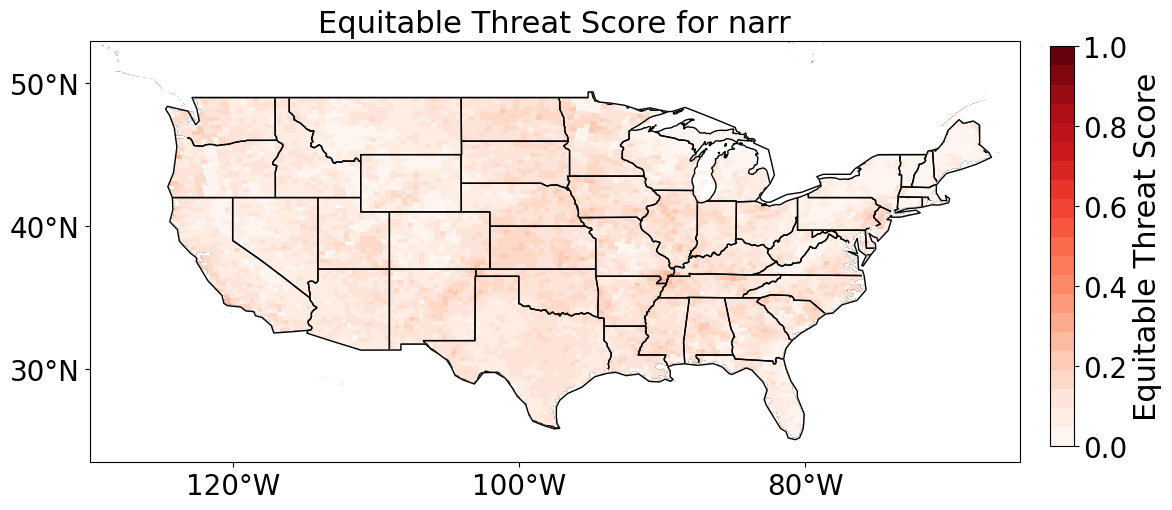 Equitable Threat Score for narr
50°N
40°N
30°N
120°W
100°W
80°W
1.0
0.8
0.6
0.4
0.2
0.0
Equitable Threat Score